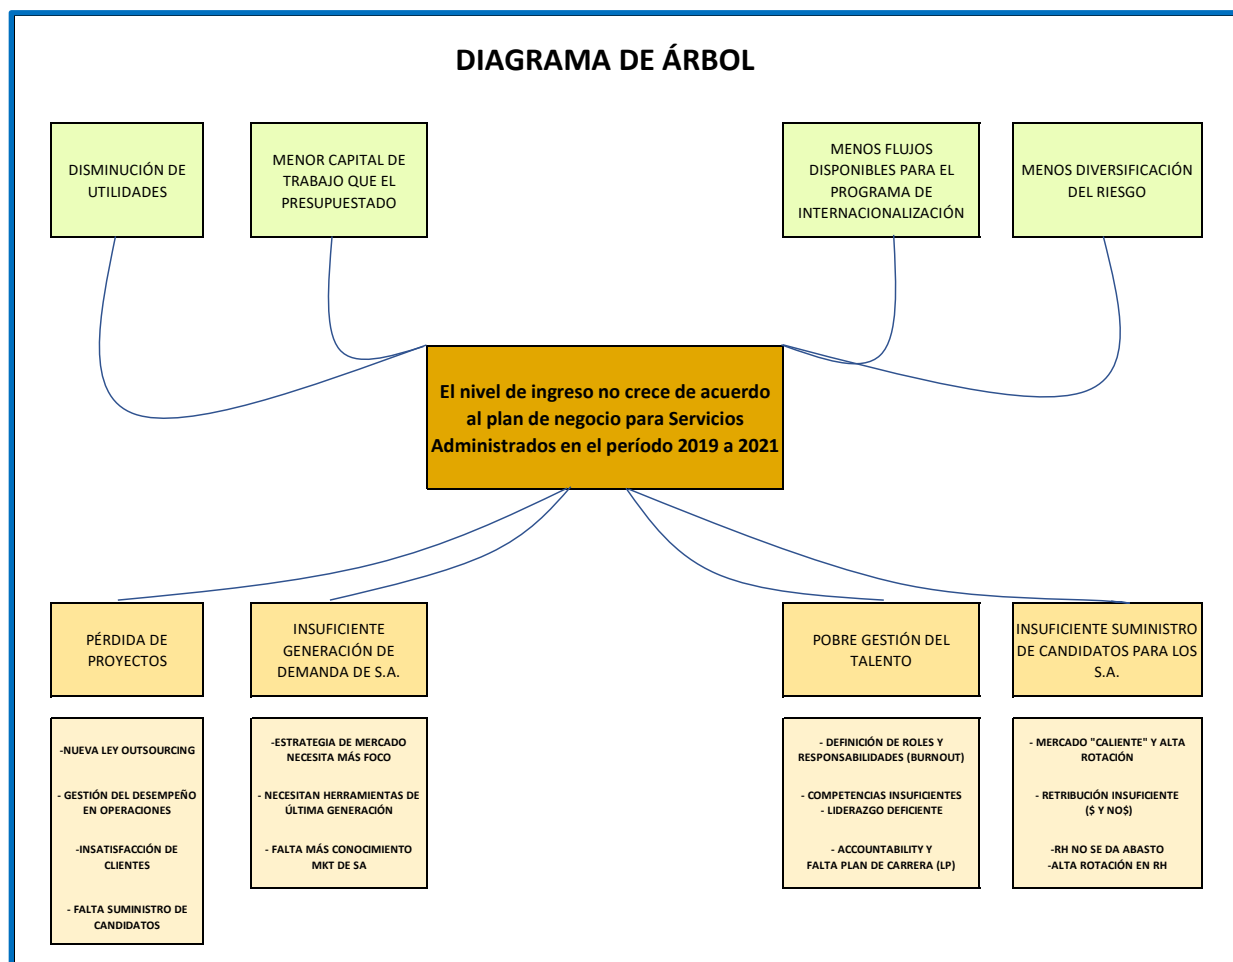 DIAGRAMA DE ÁRBOL
DISMINUCIÓN DE
UTILIDADES
MENOR CAPITAL DE
TRABAJO QUE EL
PRESUPUESTADO
MENOS FLUJOS
DISPONIBLES PARA EL
PROGRAMA DE
INTERNACIONALIZACIÓN
MENOS DIVERSIFICACIÓN
DEL RIESGO
El nivel de ingreso no crece de acuerdo
al plan de negocio para Servicios
Administrados en el período 2019 a 2021
PÉRDIDA DE
PROYECTOS
INSUFICIENTE
GENERACIÓN DE
DEMANDA DE S.A.
POBRE GESTIÓN DEL
TALENTO
INSUFICIENTE SUMINISTRO
DE CANDIDATOS PARA LOS
S.A.
-NUEVA LEY OUTSOURCING
- GESTIÓN DEL DESEMPEÑO
EN OPERACIONES
-INSATISFACCIÓN DE
CLIENTES
- FALTA SUMINISTRO DE
CANDIDATOS
-ESTRATEGIA DE MERCADO
NECESITA MÁS FOCO
- NECESITAN HERRAMIENTAS DE
ÚLTIMA GENERACIÓN
- FALTA MÁS CONOCIMIENTO
MKT DE SA
- DEFINICIÓN DE ROLES Y
RESPONSABILIDADES (BURNOUT)
- COMPETENCIAS INSUFICIENTES
- LIDERAZGO DEFICIENTE
- ACCOUNTABILITY Y
FALTA PLAN DE CARRERA (LP)
- MERCADO "CALIENTE" Y ALTA
ROTACIÓN
- RETRIBUCIÓN INSUFICIENTE
($ Y NO$)
-RH NO SE DA ABASTO
-ALTA ROTACIÓN EN RH